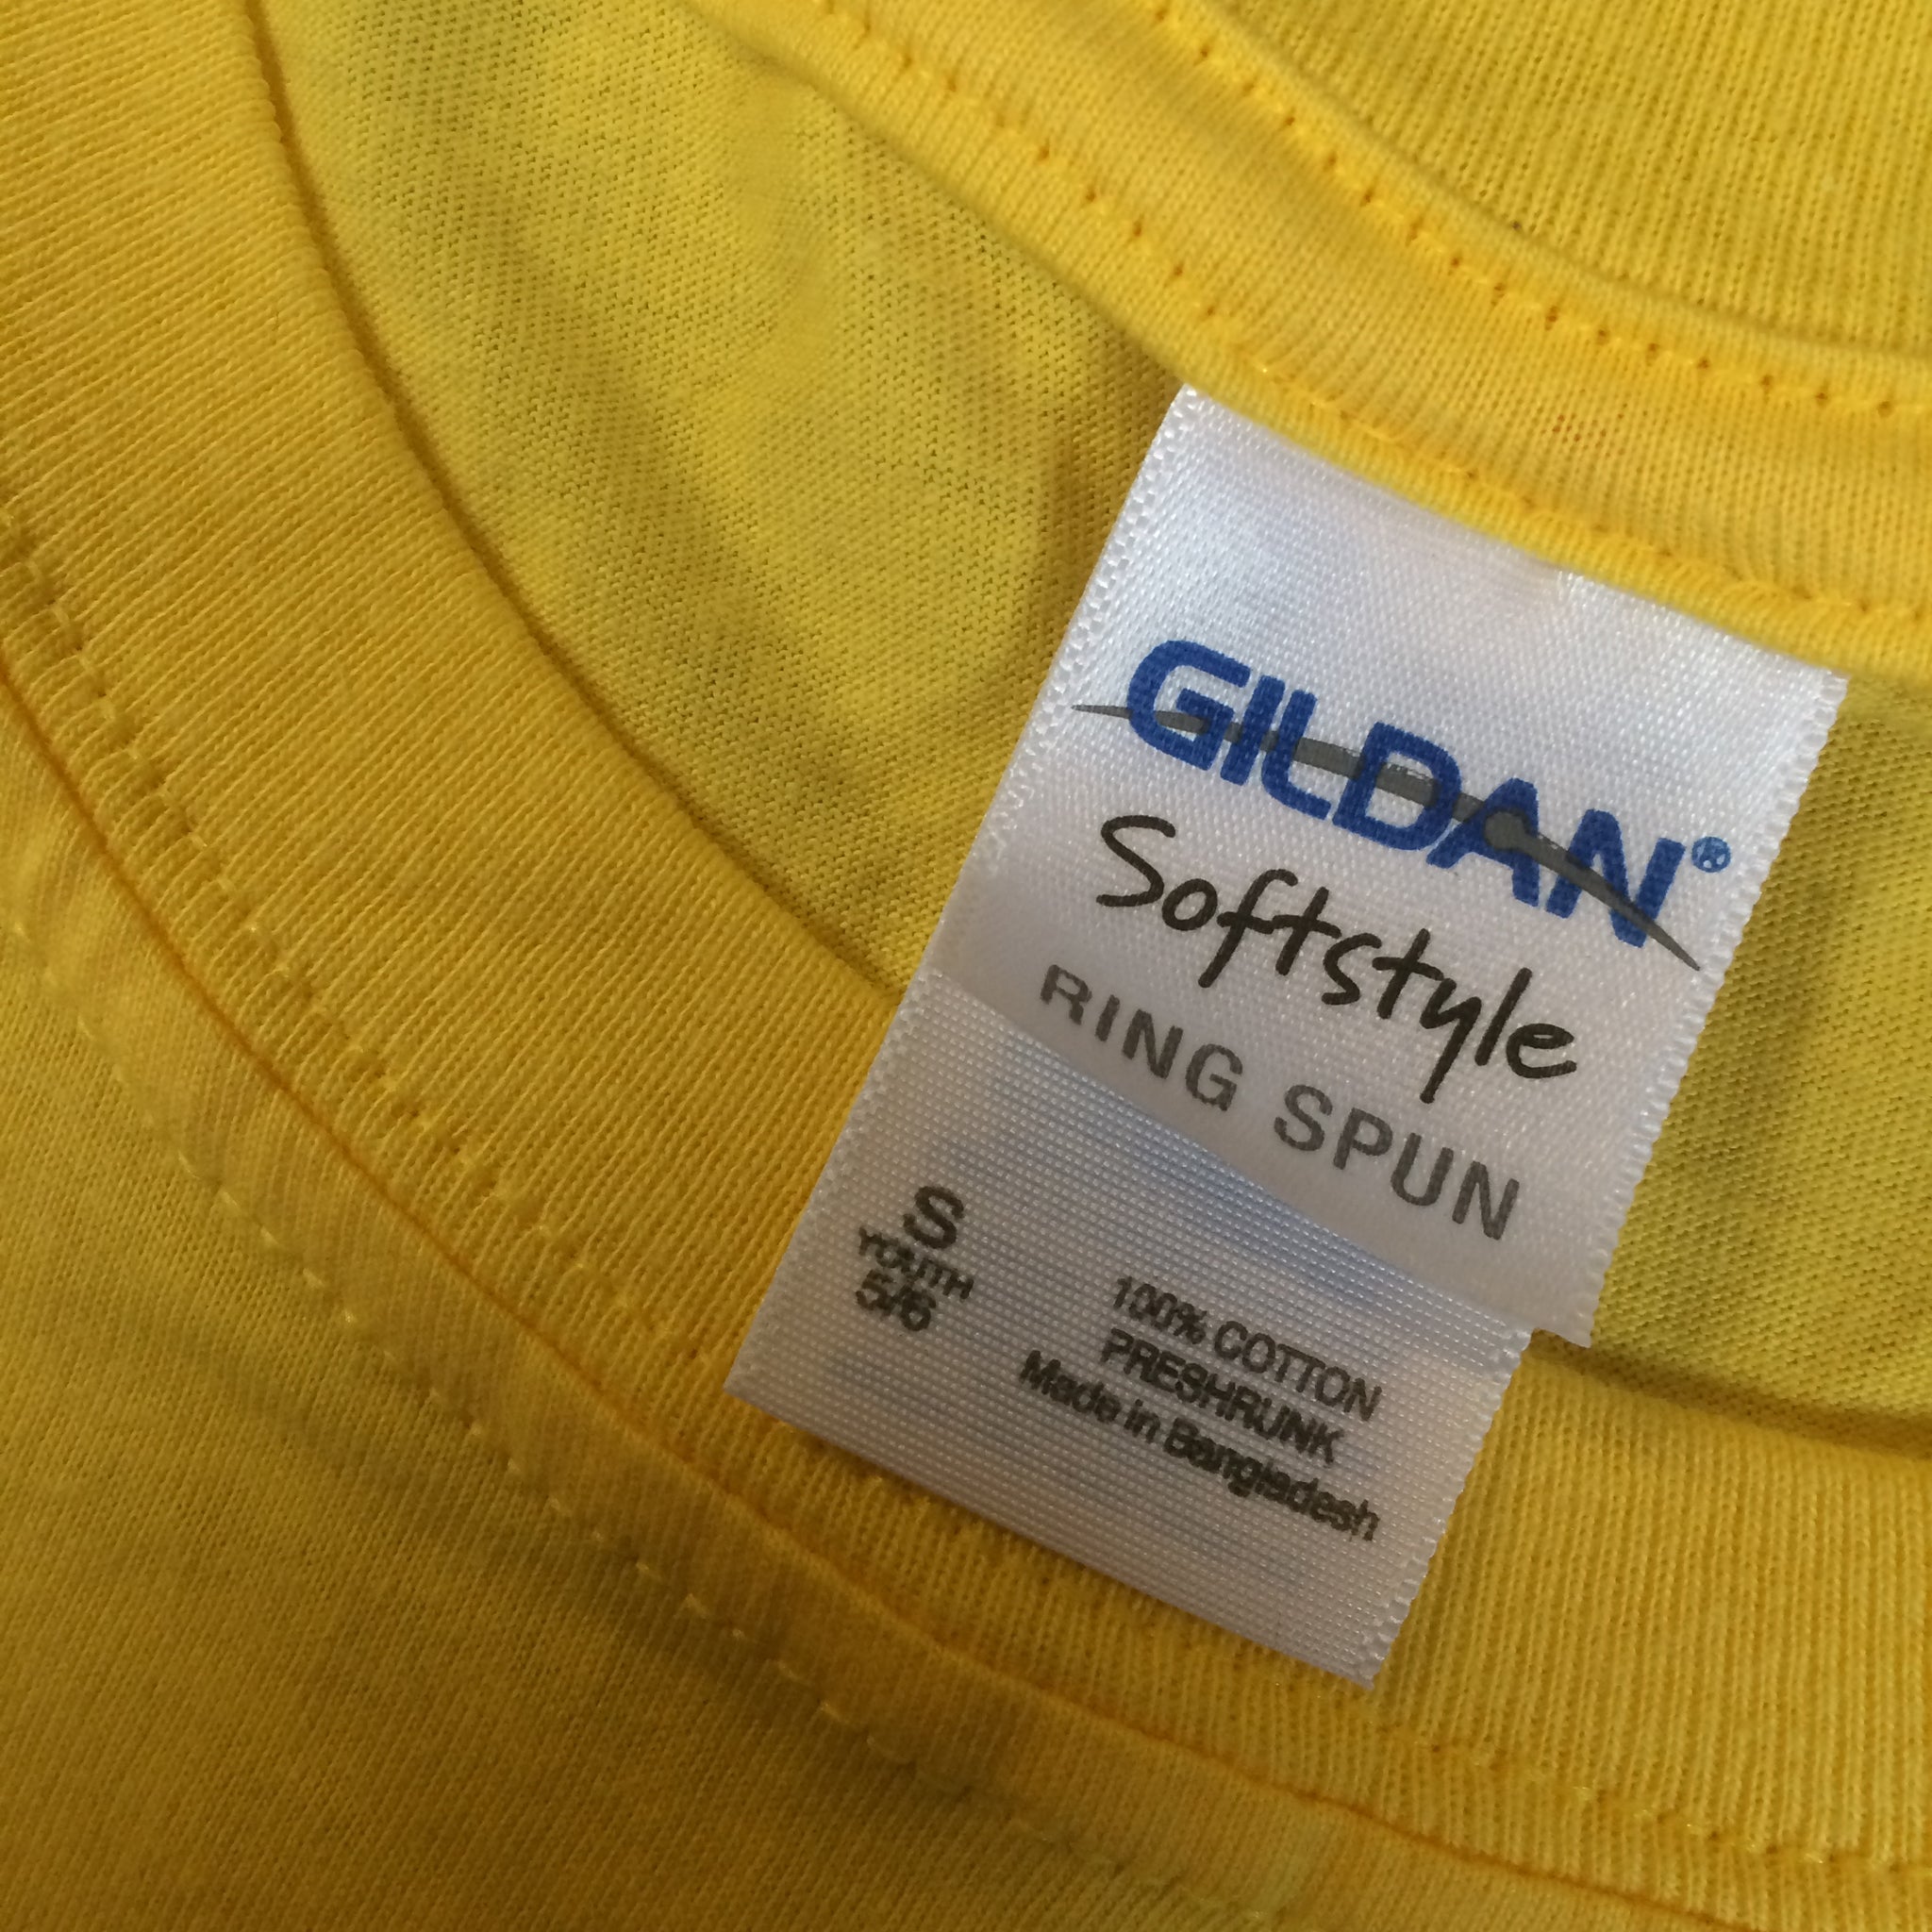 GILDAN®
Softstyle
RING SPUN
S
YOUTH
5/6
100% COTTON
PRESHRUNK
Made in Bangladesh